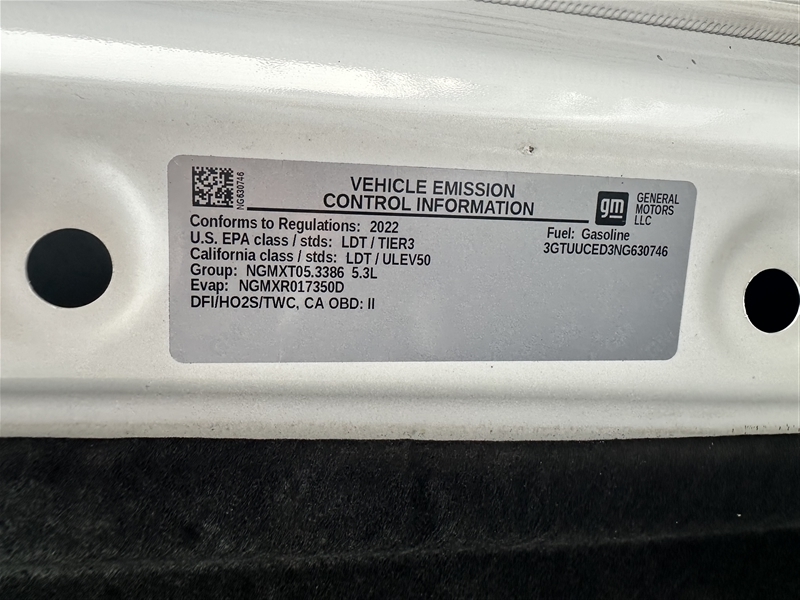 NG630746
VEHICLE EMISSION
CONTROL INFORMATION
gm
GENERAL
MOTORS
LLC
Conforms to Regulations: 2022
Fuel: Gasoline
U.S. EPA class / stds: LDT / TIER3
3GTUUCED3NG630746
California class / stds: LDT / ULEV50
Group: NGMXT05.3386 5.3L
Evap: NGMXR017350D
DFI/HO2S/TWC, CA OBD: II